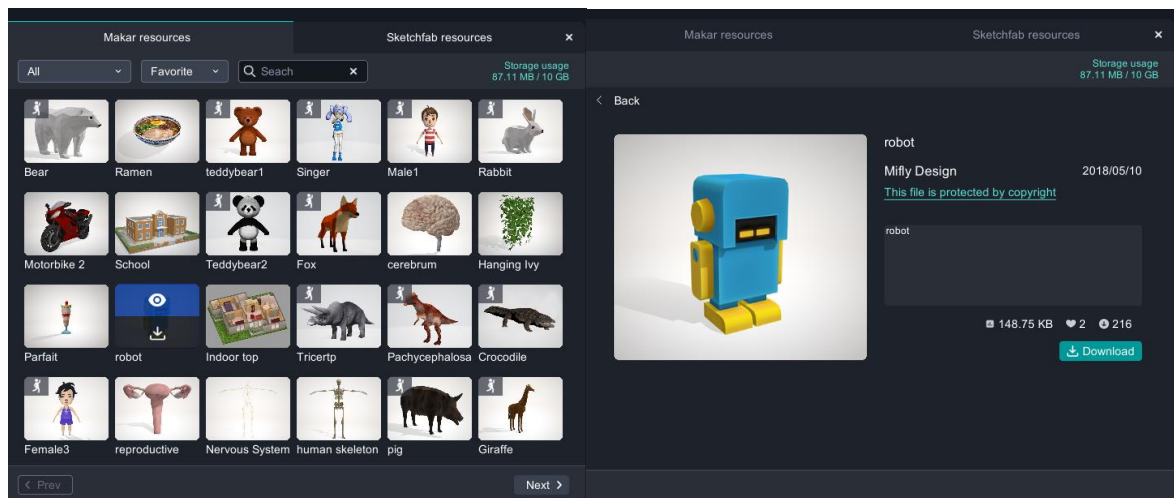 Makar resources
Sketchfab resources
×
All
Favorite
Seach
×
Storage usage
87.11 MB / 10 GB
Bear
Ramen
teddybear1
Singer
Male1
Rabbit
Motorbike 2
School
Teddybear2
Fox
cerebrum
Hanging Ivy
Parfait
robot
Indoor top
Tricertp
Pachycephalosa
Crocodile
Female3
reproductive
Nervous System
human skeleton
pig
Giraffe
< Prev
Next >
Makar resources
Sketchfab resources
×
Storage usage
87.11 MB / 10 GB
< Back
robot
Mifly Design
2018/05/10
This file is protected by copyright
robot
148.75 KB
2
216
Download